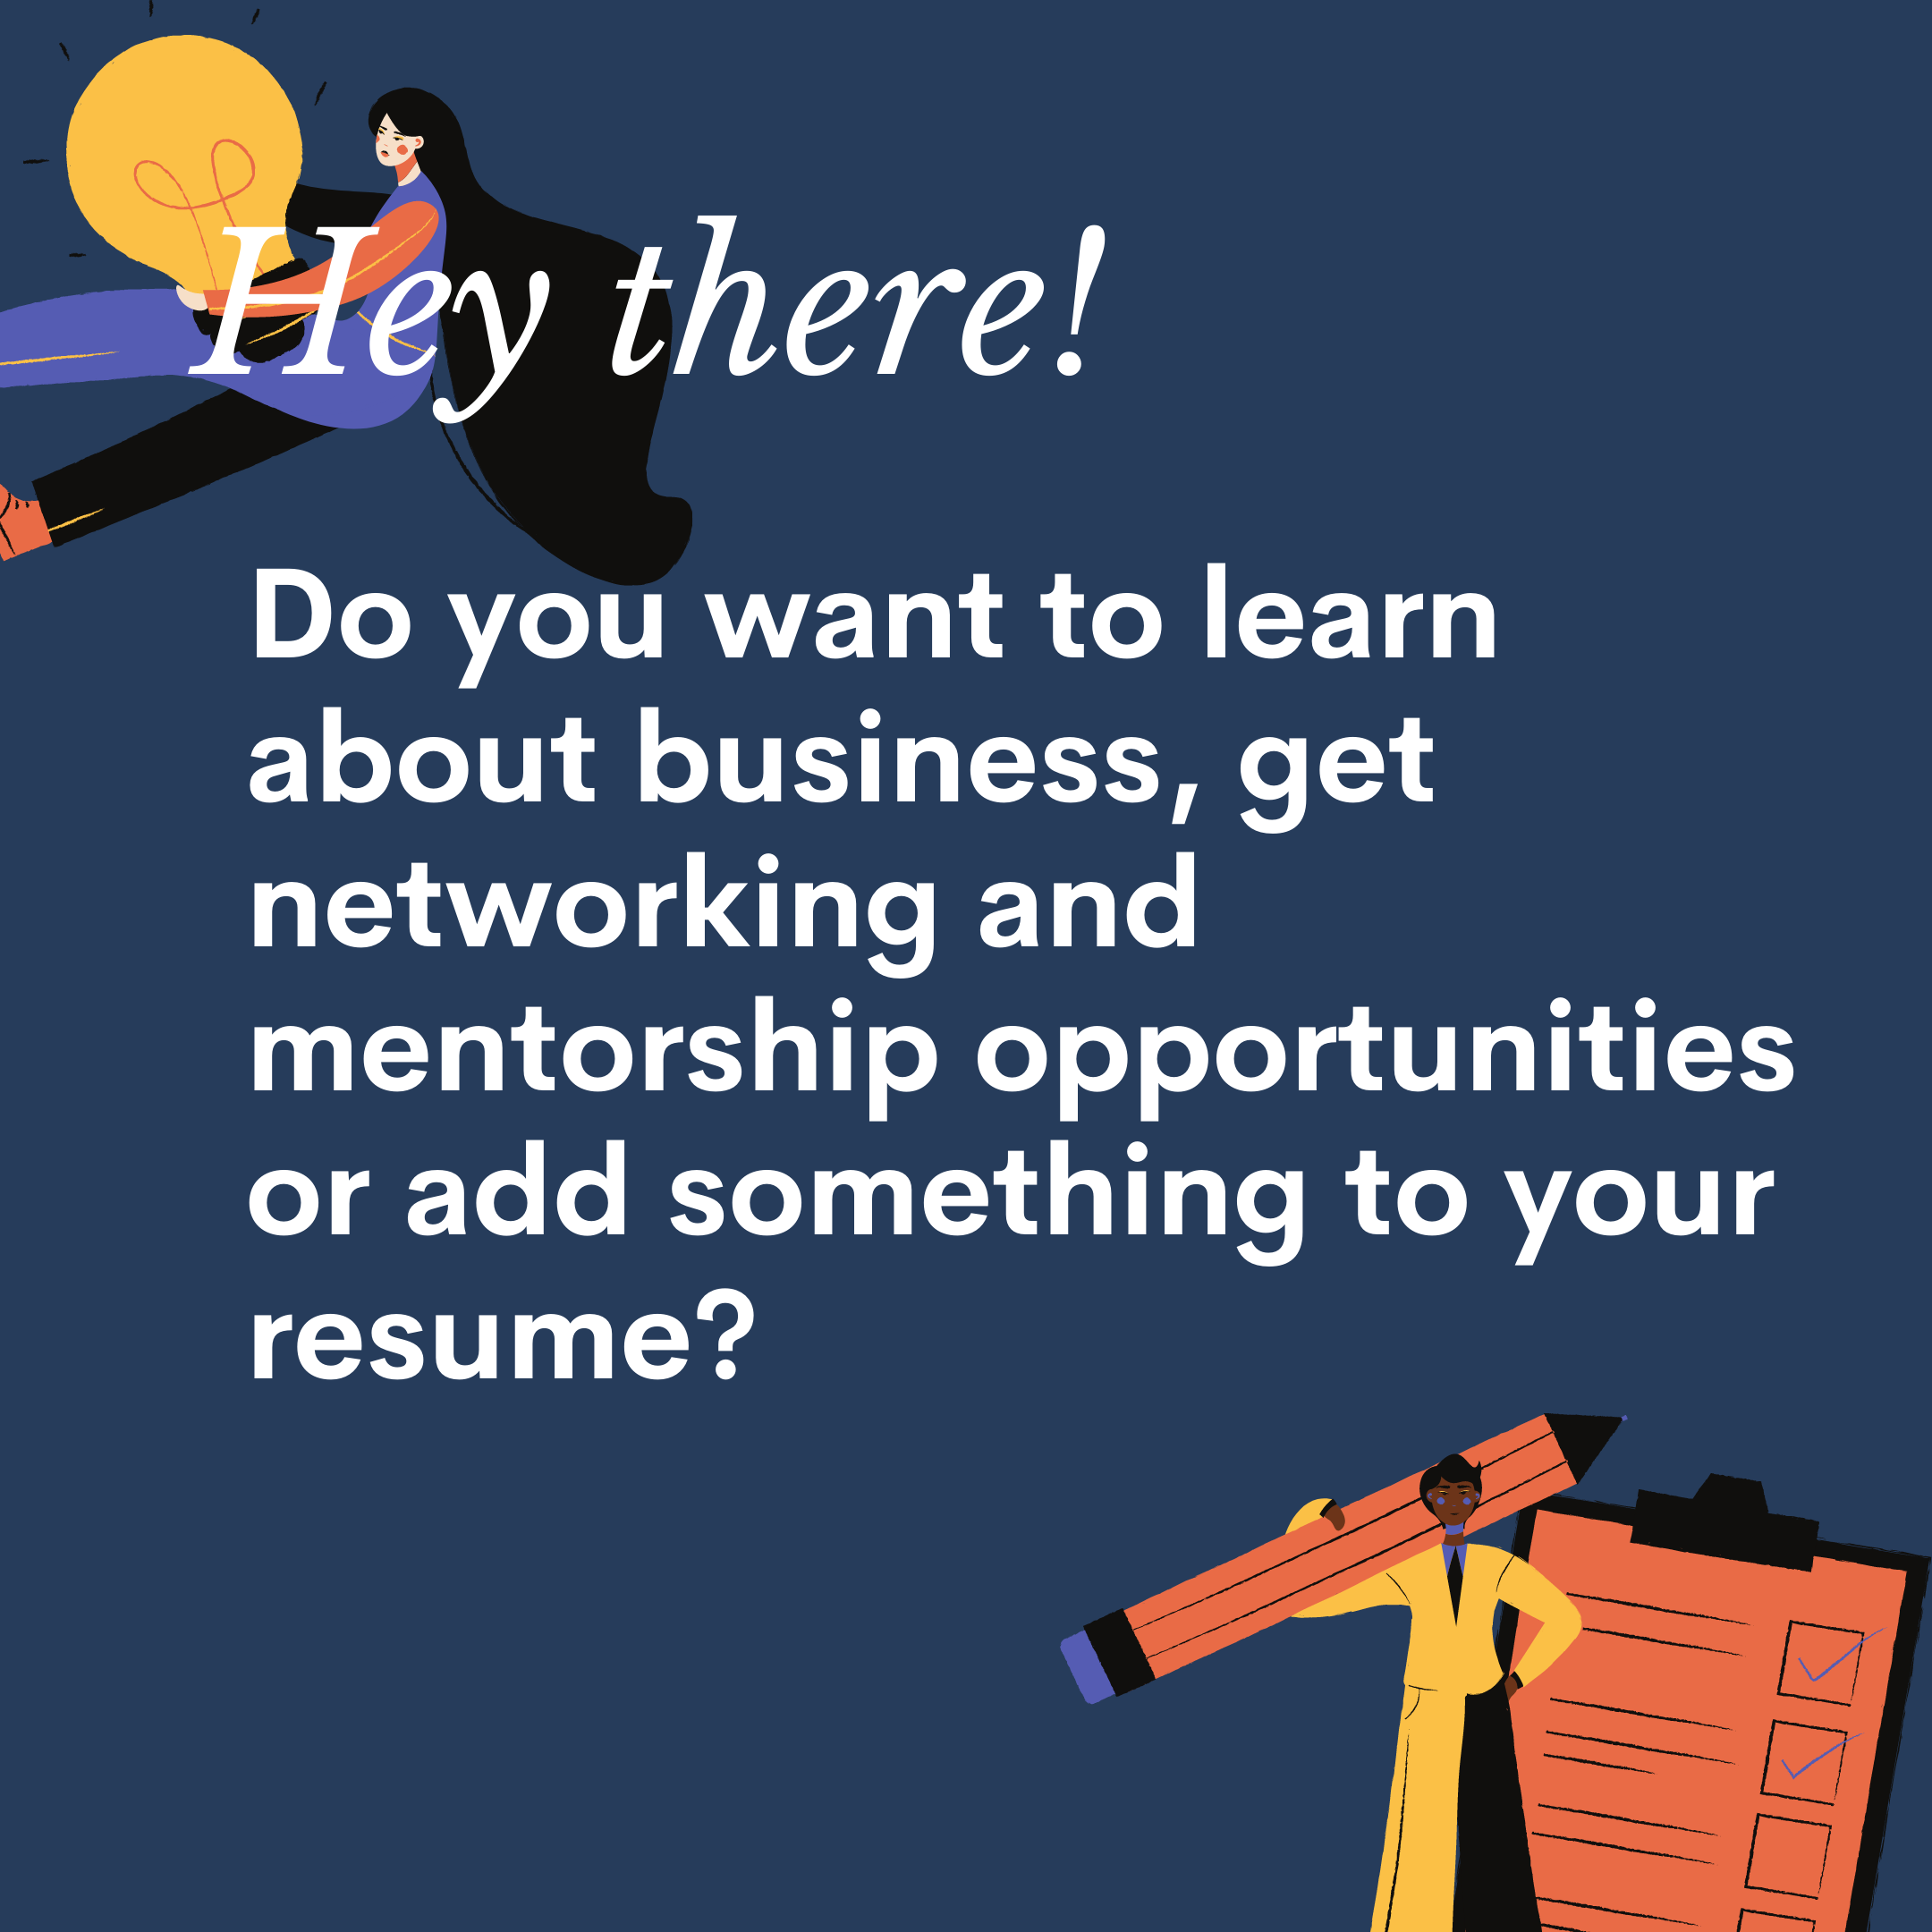 Hey there!
Do you want to learn
about business, get
networking and
mentorship opportunities
or add something to your
resume?